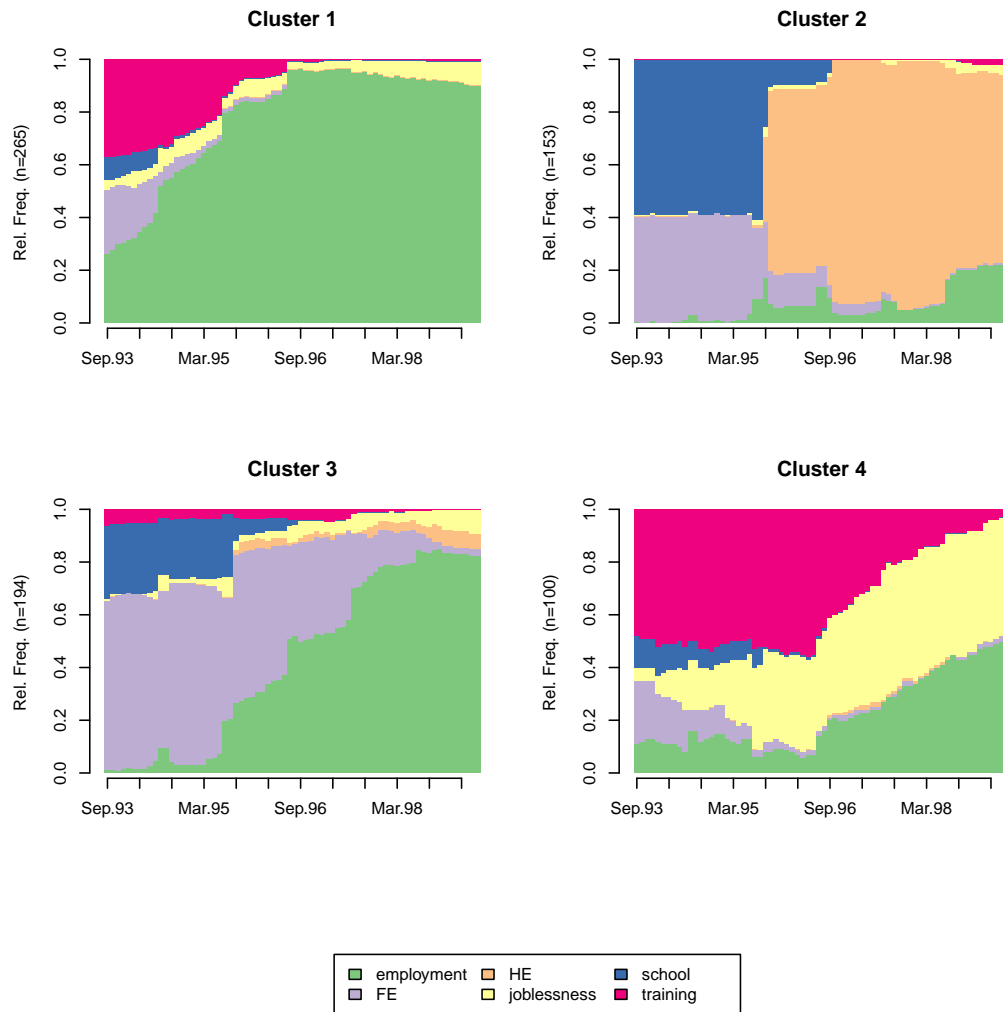 Cluster 1
Rel. Freq. (n=265)
0.0 0.2 0.4 0.6 0.8 1.0
Sep.93 Mar.95 Sep.96 Mar.98
Cluster 2
Rel. Freq. (n=153)
0.0 0.2 0.4 0.6 0.8 1.0
Sep.93 Mar.95 Sep.96 Mar.98
Cluster 3
Rel. Freq. (n=194)
0.0 0.2 0.4 0.6 0.8 1.0
Sep.93 Mar.95 Sep.96 Mar.98
Cluster 4
Rel. Freq. (n=100)
0.0 0.2 0.4 0.6 0.8 1.0
Sep.93 Mar.95 Sep.96 Mar.98
employment HE school
FE joblessness training